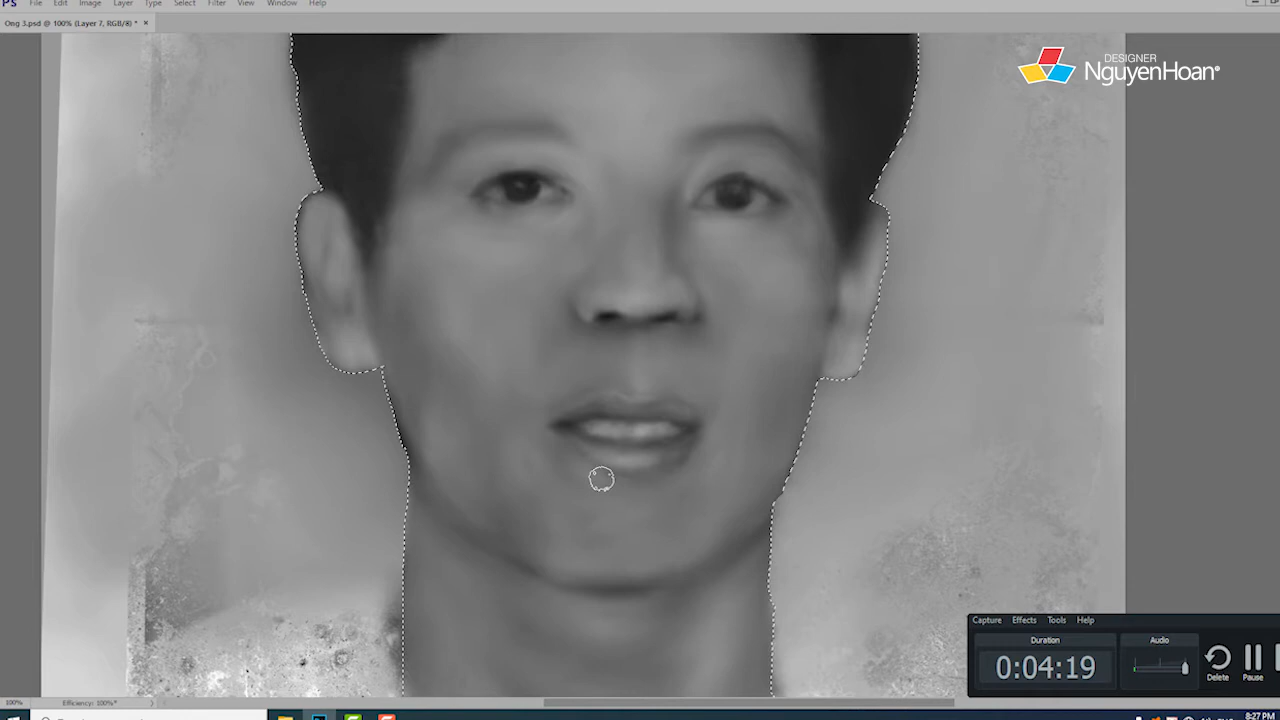 Ps File Edit Image Layer Type Select Filter View Window Help
Ong 3.psd @ 100% (Layer 7, RGB/8) * ×
DESIGNER
NguyenHoan®
Capture Effects Tools Help
Duration Audio
0:04:19
Delete Pause
100% Efficiency: 100%*
8:27 PM